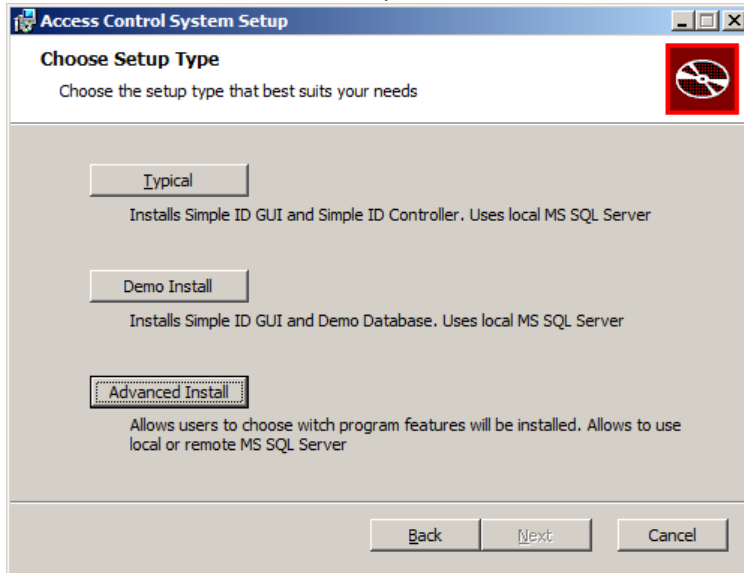 Access Control System Setup
Choose Setup Type
Choose the setup type that best suits your needs
Typical
Installs Simple ID GUI and Simple ID Controller. Uses local MS SQL Server
Demo Install
Installs Simple ID GUI and Demo Database. Uses local MS SQL Server
Advanced Install
Allows users to choose witch program features will be installed. Allows to use
local or remote MS SQL Server
Back Next Cancel